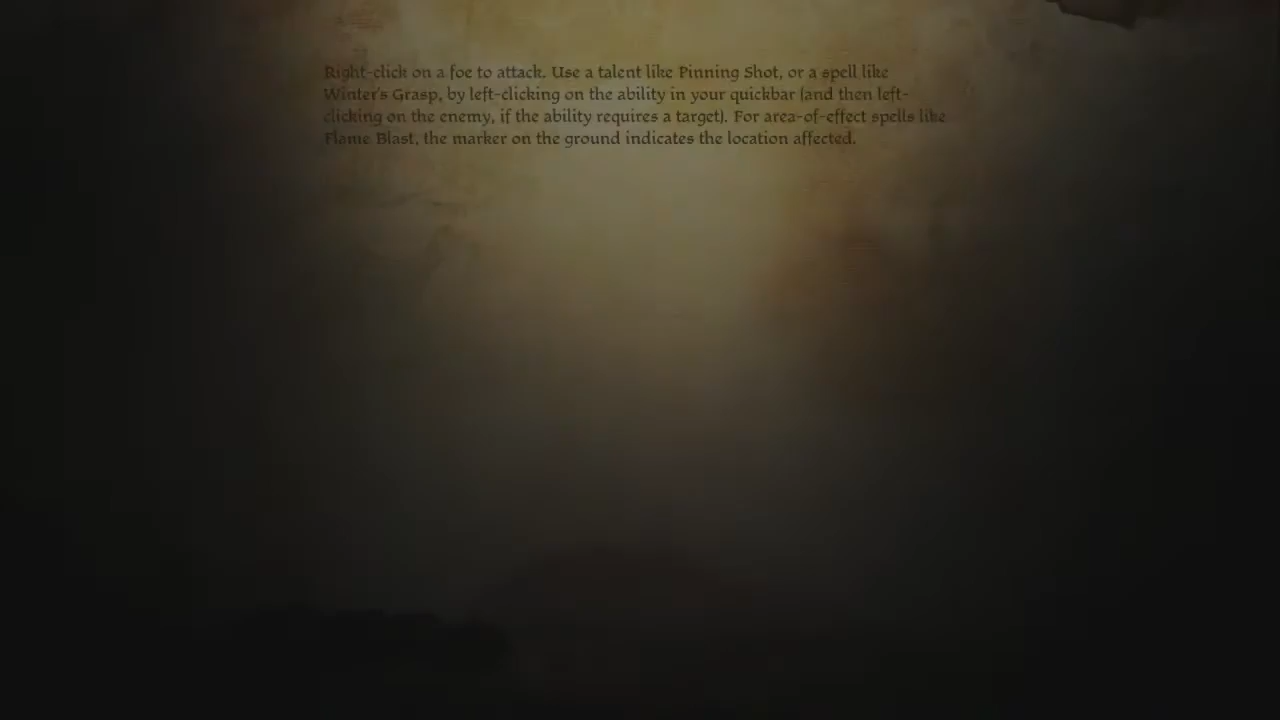 Right-click on a foe to attack. Use a talent like Pinning Shot, or a spell like
Winter's Grasp, by left-clicking on the ability in your quickbar (and then left-
clicking on the enemy, if the ability requires a target). For area-of-effect spells like
Flame Blast, the marker on the ground indicates the location affected.